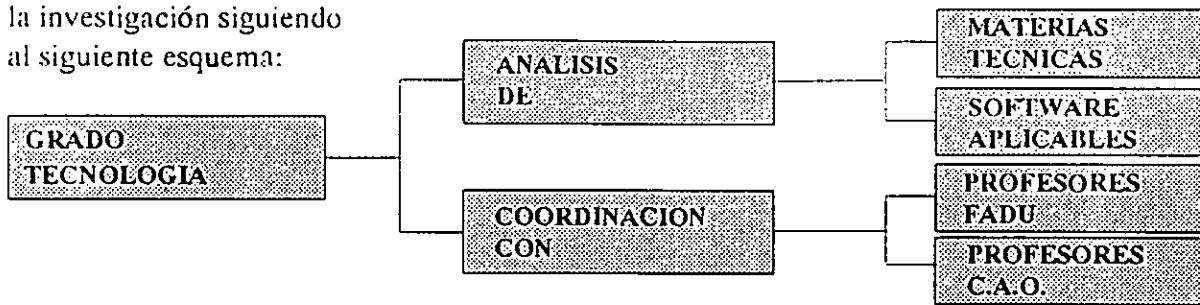 la investigación siguiendo
al siguiente esquema:
GRADO
TECNOLOGIA
ANALISIS
DE
COORDINACION
CON
MATERIAS
TECNICAS
SOFTWARE
APLICABLES
PROFESORES
FADU
PROFESORES
C.A.O.